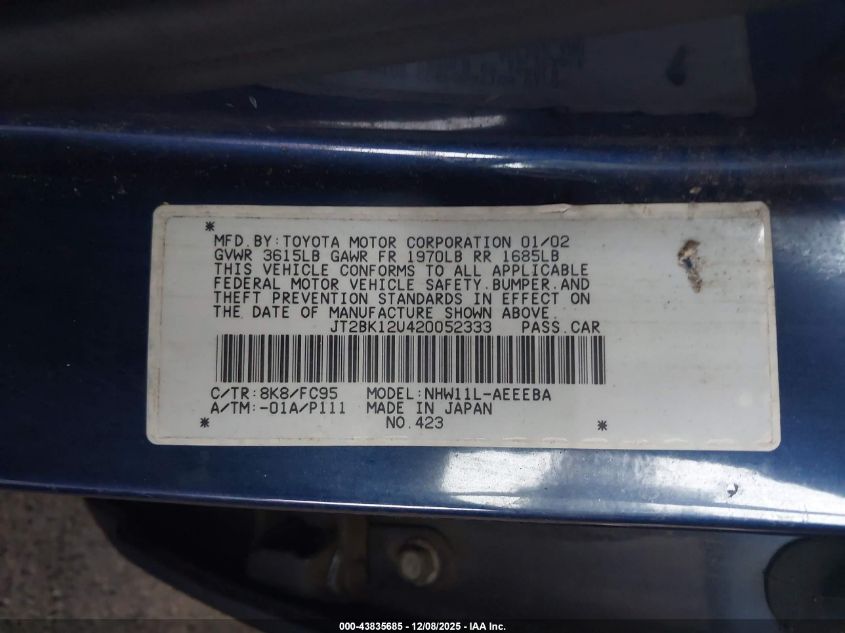 MFD.BY:TOYOTA MOTOR CORPORATION 01/02
GVWR 3615LB GAWR FR 1970LB RR 1685LB
THIS VEHICLE CONFORMS TO ALL APPLICABLE
FEDERAL MOTOR VEHICLE SAFETY.BUMPER.AND
THEFT PREVENTION STANDARDS IN EFFECT ON
THE DATE OF MANUFACTURE SHOWN ABOVE.
JT2BK12U420052333 PASS.CAR
C/TR:8K8/FC95 MODEL:NHW11L-AEEEBA
A/TM:-01A/P111 MADE IN JAPAN
NO.423
000-43835685 - 12/08/2025 - IAA Inc.